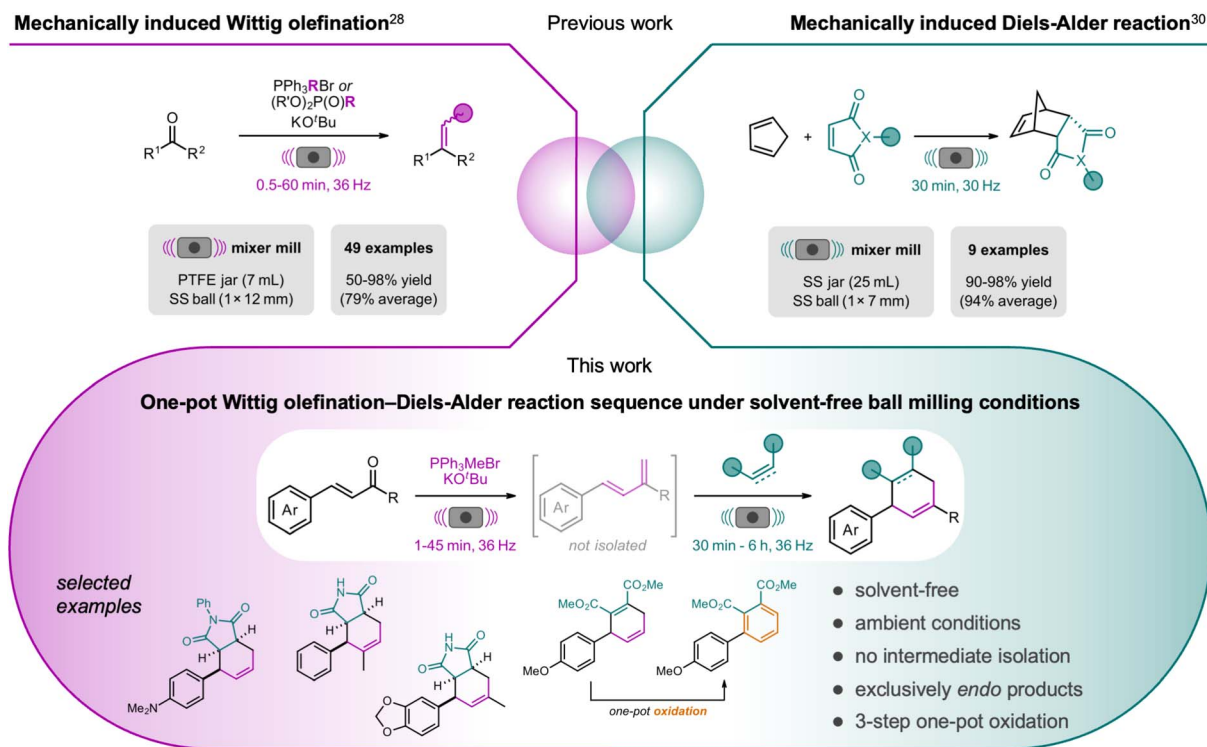 Mechanically induced Wittig olefination28
Previous work
Mechanically induced Diels-Alder reaction30
PPh3RBr or
(R'O)2P(O)R
KOtBu
O
R1
R2
0.5-60 min, 36 Hz
R1
R2
+
O
X
O
30 min, 30 Hz
O
X
O
mixer mill
PTFE jar (7 mL)
SS ball (1 × 12 mm)
49 examples
50-98% yield
(79% average)
mixer mill
SS jar (25 mL)
SS ball (1 × 7 mm)
9 examples
90-98% yield
(94% average)
This work
One-pot Wittig olefination–Diels-Alder reaction sequence under solvent-free ball milling conditions
O
Ar
R
PPh3MeBr
KOtBu
1-45 min, 36 Hz
Ar
R
not isolated
30 min - 6 h, 36 Hz
Ar
R
selected
examples
Ph
N
O
O
H
H
Me2N
H
N
O
O
H
H
H
N
O
O
H
H
O
O
CO2Me
MeO2C
MeO
CO2Me
MeO2C
MeO
one-pot oxidation
● solvent-free
● ambient conditions
● no intermediate isolation
● exclusively endo products
● 3-step one-pot oxidation